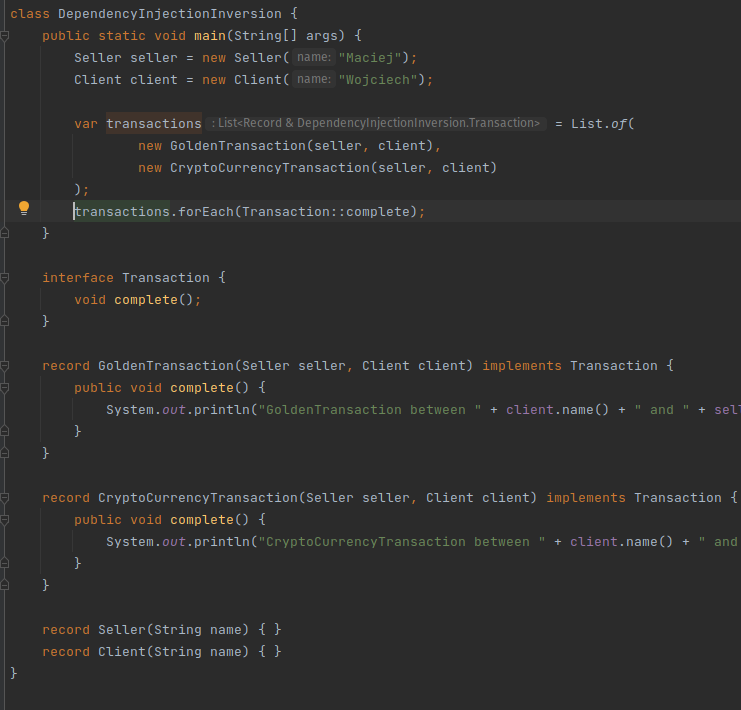 class DependencyInjectionInversion {
    public static void main(String[] args) {
        Seller seller = new Seller( name: "Maciej");
        Client client = new Client( name: "Wojciech");

        var transactions : List<Record & DependencyInjectionInversion.Transaction> = List.of(
                new GoldenTransaction(seller, client),
                new CryptoCurrencyTransaction(seller, client)
        );
        transactions.forEach(Transaction::complete);
    }

    interface Transaction {
        void complete();
    }

    record GoldenTransaction(Seller seller, Client client) implements Transaction {
        public void complete() {
            System.out.println("GoldenTransaction between " + client.name() + " and " + sell
        }
    }

    record CryptoCurrencyTransaction(Seller seller, Client client) implements Transaction {
        public void complete() {
            System.out.println("CryptoCurrencyTransaction between " + client.name() + " and
        }
    }

    record Seller(String name) { }
    record Client(String name) { }
}